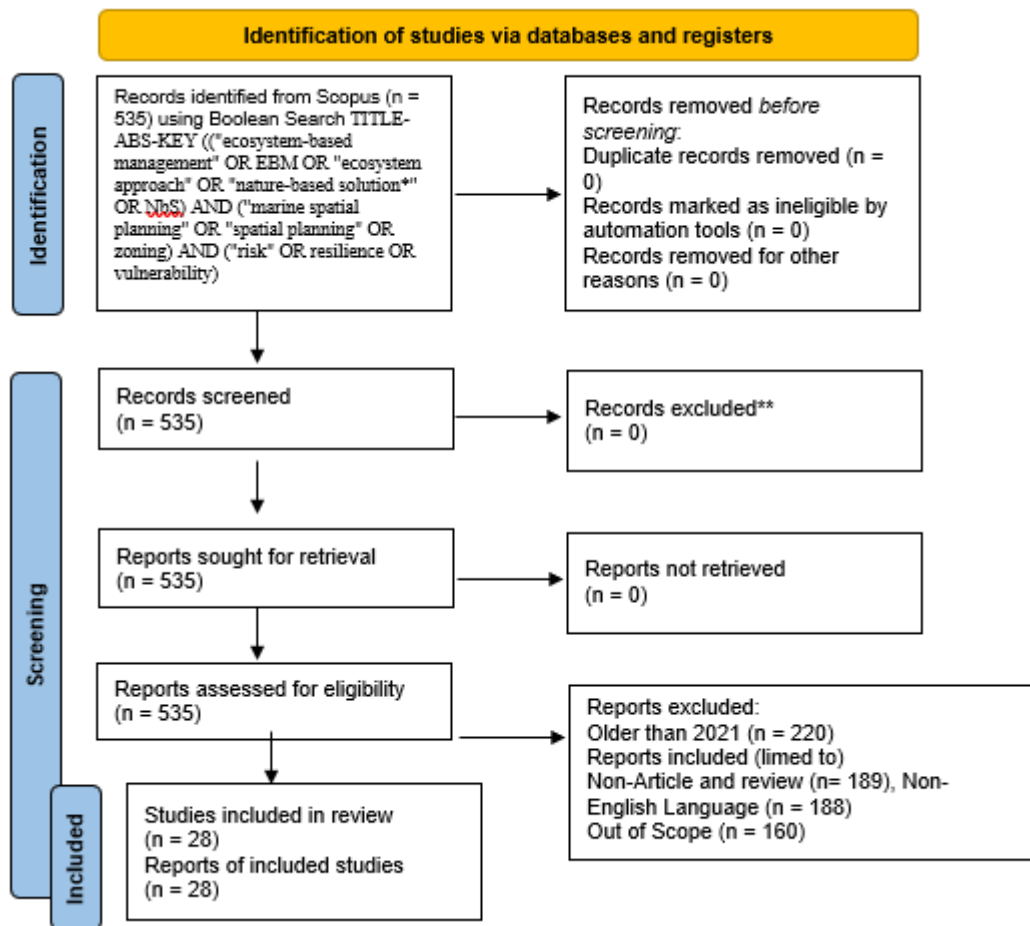 Identification of studies via databases and registers
Identification
Records identified from Scopus (n =
535) using Boolean Search TITLE-
ABS-KEY (("ecosystem-based
management" OR EBM OR "ecosystem
approach" OR "nature-based solution*"
OR NbS) AND ("marine spatial
planning" OR "spatial planning" OR
zoning) AND ("risk" OR resilience OR
vulnerability)
Records removed before
screening:
Duplicate records removed (n =
0)
Records marked as ineligible by
automation tools (n = 0)
Records removed for other
reasons (n = 0)
Screening
Records screened
(n = 535)
Records excluded**
(n = 0)
Reports sought for retrieval
(n = 535)
Reports not retrieved
(n = 0)
Reports assessed for eligibility
(n = 535)
Reports excluded:
Older than 2021 (n = 220)
Reports included (limed to)
Non-Article and review (n= 189), Non-
English Language (n = 188)
Out of Scope (n = 160)
Included
Studies included in review
(n = 28)
Reports of included studies
(n = 28)